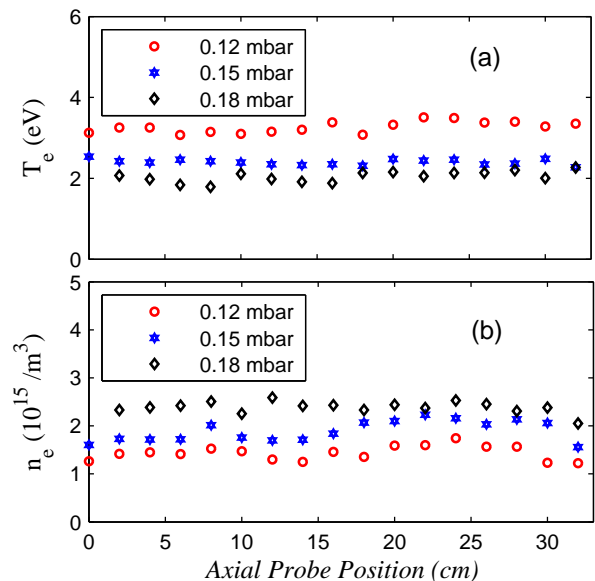 6
4
2
0
T_e (eV)
0.12 mbar
0.15 mbar
0.18 mbar
(a)
5
4
3
2
1
0
n_e (10^15 /m^3)
0.12 mbar
0.15 mbar
0.18 mbar
(b)
0 5 10 15 20 25 30
Axial Probe Position (cm)